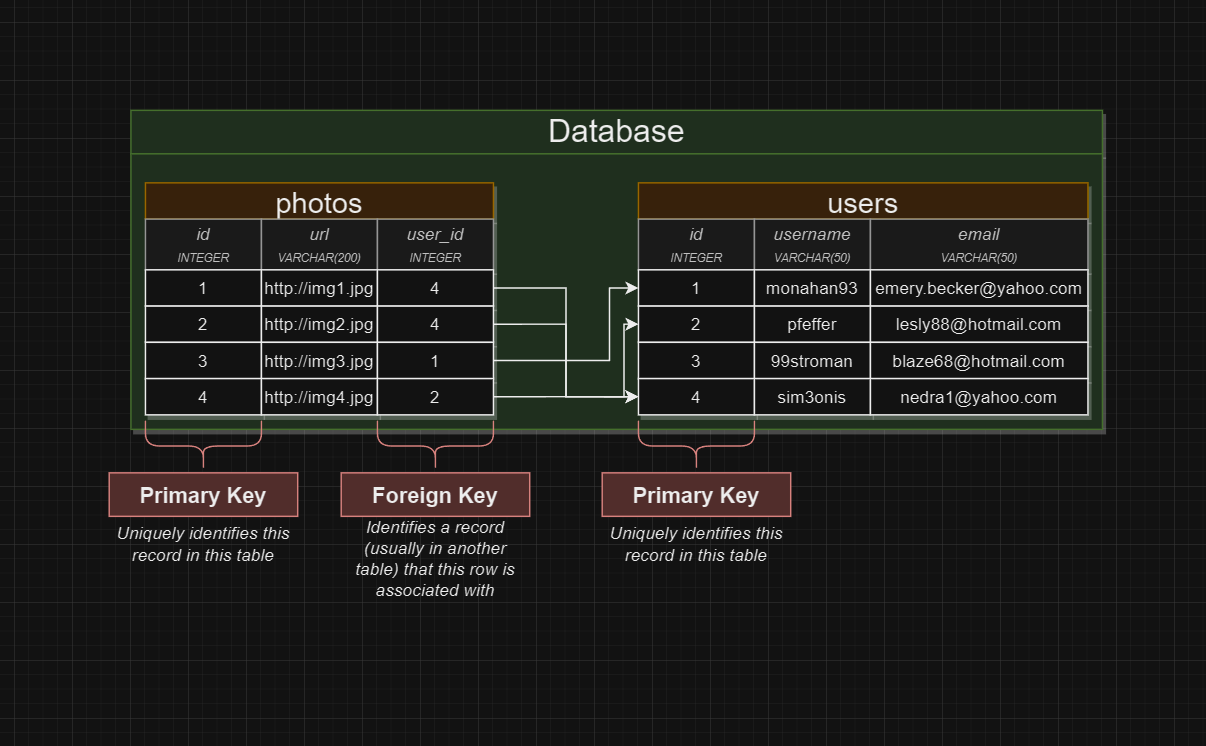 Database
photos
id url user_id
INTEGER VARCHAR(200) INTEGER
1 http://img1.jpg 4
2 http://img2.jpg 4
3 http://img3.jpg 1
4 http://img4.jpg 2
users
id username email
INTEGER VARCHAR(50) VARCHAR(50)
1 monahan93 emery.becker@yahoo.com
2 pfeffer lesly88@hotmail.com
3 99stroman blaze68@hotmail.com
4 sim3onis nedra1@yahoo.com
Primary Key
Uniquely identifies this
record in this table
Foreign Key
Identifies a record
(usually in another
table) that this row is
associated with
Primary Key
Uniquely identifies this
record in this table